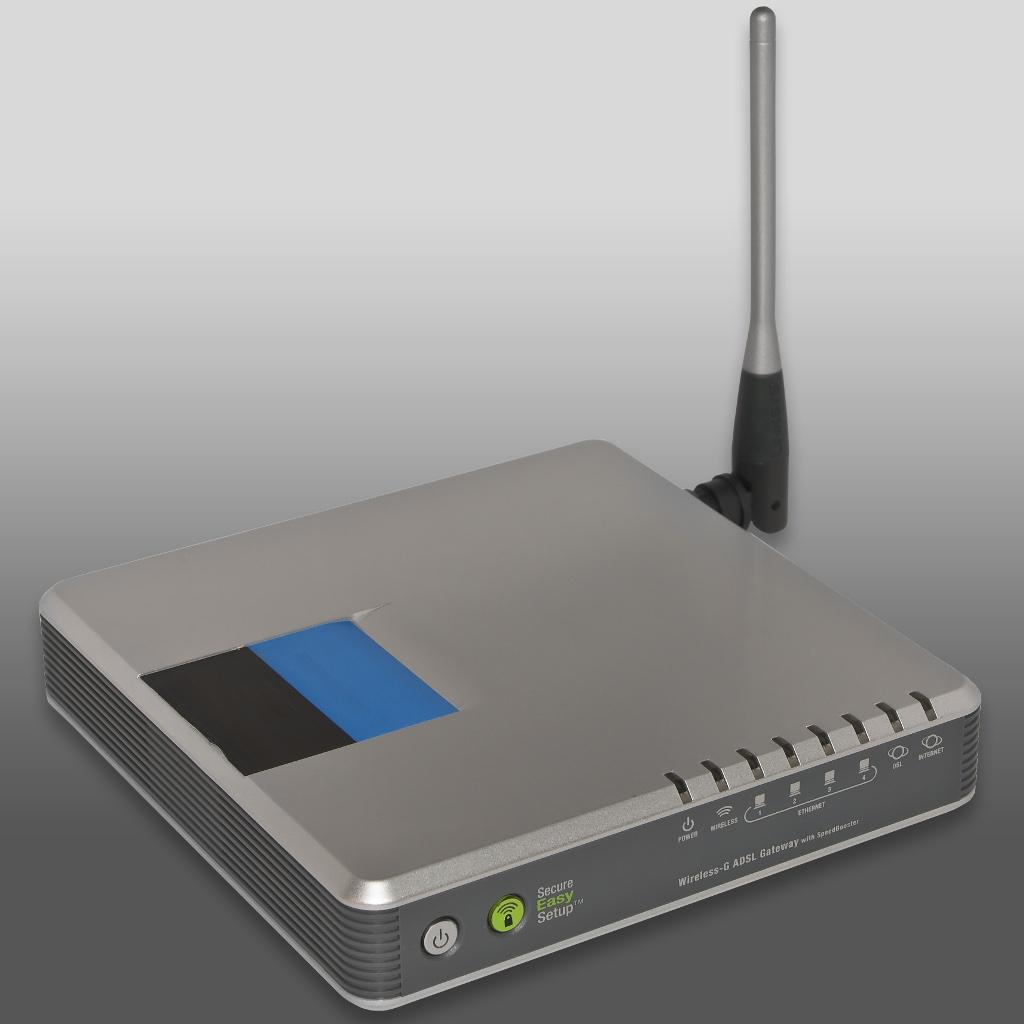 POWER
WIRELESS
1
2
3
4
ETHERNET
DSL
INTERNET
Wireless-G ADSL Gateway with SpeedBooster
Secure
Easy
Setup™